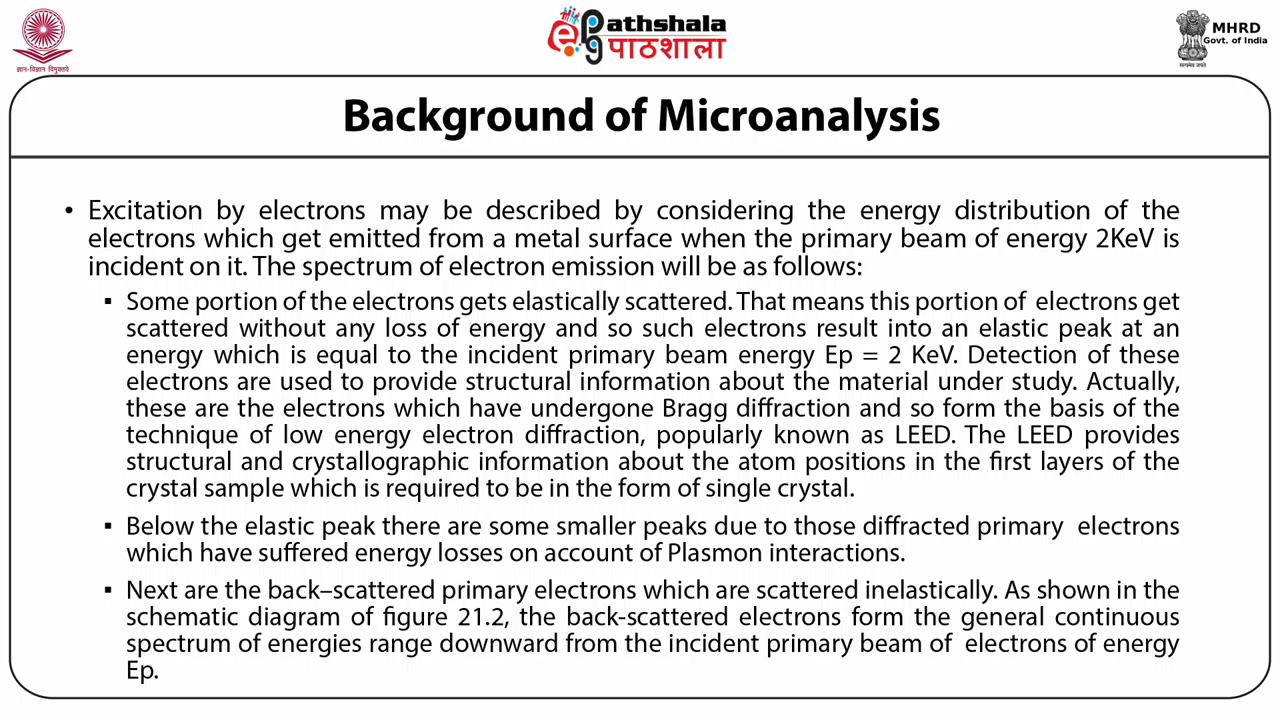 ज्ञान-विज्ञान विमुक्तये
ePathshala
पाठशाला
MHRD
Govt. of India
सत्यमेव जयते
Background of Microanalysis
• Excitation by electrons may be described by considering the energy distribution of the
electrons which get emitted from a metal surface when the primary beam of energy 2KeV is
incident on it. The spectrum of electron emission will be as follows:
▪ Some portion of the electrons gets elastically scattered. That means this portion of electrons get
scattered without any loss of energy and so such electrons result into an elastic peak at an
energy which is equal to the incident primary beam energy Ep = 2 KeV. Detection of these
electrons are used to provide structural information about the material under study. Actually,
these are the electrons which have undergone Bragg diffraction and so form the basis of the
technique of low energy electron diffraction, popularly known as LEED. The LEED provides
structural and crystallographic information about the atom positions in the first layers of the
crystal sample which is required to be in the form of single crystal.
▪ Below the elastic peak there are some smaller peaks due to those diffracted primary electrons
which have suffered energy losses on account of Plasmon interactions.
▪ Next are the back–scattered primary electrons which are scattered inelastically. As shown in the
schematic diagram of figure 21.2, the back-scattered electrons form the general continuous
spectrum of energies range downward from the incident primary beam of electrons of energy
Ep.